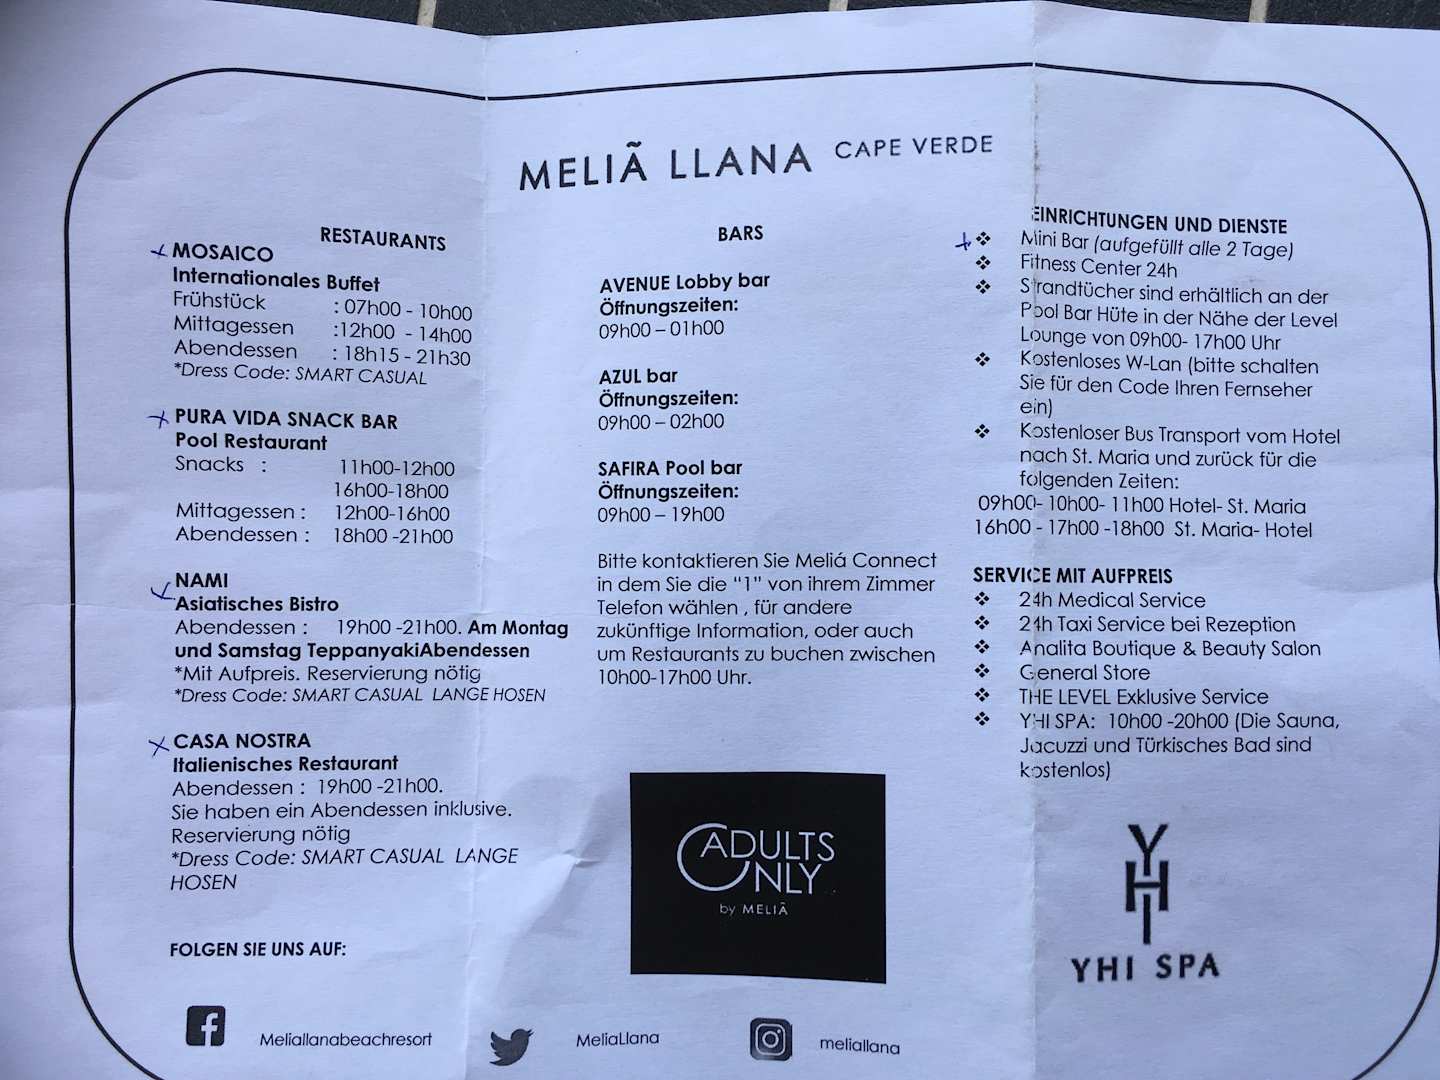 MELIÃ LLANA CAPE VERDE
RESTAURANTS
MOSAICO
Internationales Buffet
Frühstück : 07h00 - 10h00
Mittagessen :12h00 - 14h00
Abendessen : 18h15 - 21h30
*Dress Code: SMART CASUAL
PURA VIDA SNACK BAR
Pool Restaurant
Snacks : 11h00-12h00
16h00-18h00
Mittagessen : 12h00-16h00
Abendessen : 18h00 -21h00
NAMI
Asiatisches Bistro
Abendessen : 19h00 -21h00. Am Montag
und Samstag TeppanyakiAbendessen
*Mit Aufpreis. Reservierung nötig
*Dress Code: SMART CASUAL LANGE HOSEN
CASA NOSTRA
Italienisches Restaurant
Abendessen : 19h00 -21h00.
Sie haben ein Abendessen inklusive.
Reservierung nötig
*Dress Code: SMART CASUAL LANGE
HOSEN
FOLGEN SIE UNS AUF:
Meliallanabeachresort
MeliaLlana
meliallana
BARS
AVENUE Lobby bar
Öffnungszeiten:
09h00 – 01h00
AZUL bar
Öffnungszeiten:
09h00 – 02h00
SAFIRA Pool bar
Öffnungszeiten:
09h00 – 19h00
Bitte kontaktieren Sie Meliá Connect
in dem Sie die “1” von ihrem Zimmer
Telefon wählen , für andere
zukünftige Information, oder auch
um Restaurants zu buchen zwischen
10h00-17h00 Uhr.
ADULTS
ONLY
by MELIÃ
EINRICHTUNGEN UND DIENSTE
❖ Mini Bar (aufgefüllt alle 2 Tage)
❖ Fitness Center 24h
❖ Strandtücher sind erhältlich an der
Pool Bar Hüte in der Nähe der Level
Lounge von 09h00- 17h00 Uhr
❖ Kostenloses W-Lan (bitte schalten
Sie für den Code Ihren Fernseher
ein)
❖ Kostenloser Bus Transport vom Hotel
nach St. Maria und zurück für die
folgenden Zeiten:
09h00- 10h00- 11h00 Hotel- St. Maria
16h00 - 17h00 -18h00 St. Maria- Hotel
SERVICE MIT AUFPREIS
❖ 24h Medical Service
❖ 24h Taxi Service bei Rezeption
❖ Analita Boutique & Beauty Salon
❖ General Store
❖ THE LEVEL Exklusive Service
❖ YHI SPA: 10h00 -20h00 (Die Sauna,
Jacuzzi und Türkisches Bad sind
kostenlos)
YHI
YHI SPA